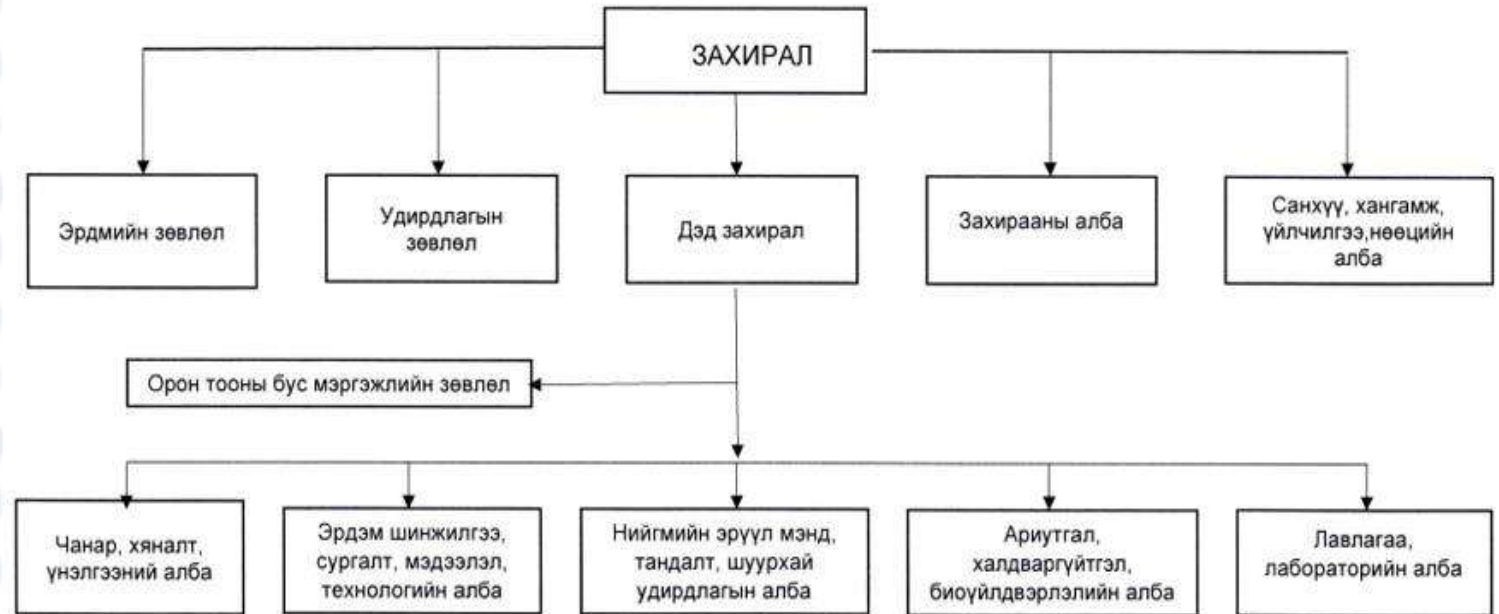 ЗАХИРАЛ
Эрдмийн зөвлөл
Удирдлагын
зөвлөл
Дэд захирал
Захирааны алба
Санхүү, хангамж,
үйлчилгээ,нөөцийн
алба
Орон тооны бус мэргэжлийн зөвлөл
Чанар, хяналт,
үнэлгээний алба
Эрдэм шинжилгээ,
сургалт, мэдээлэл,
технологийн алба
Нийгмийн эрүүл мэнд,
тандалт, шуурхай
удирдлагын алба
Ариутгал,
халдваргүйтгэл,
биоүйлдвэрлэлийн алба
Лавлагаа,
лабораторийн алба